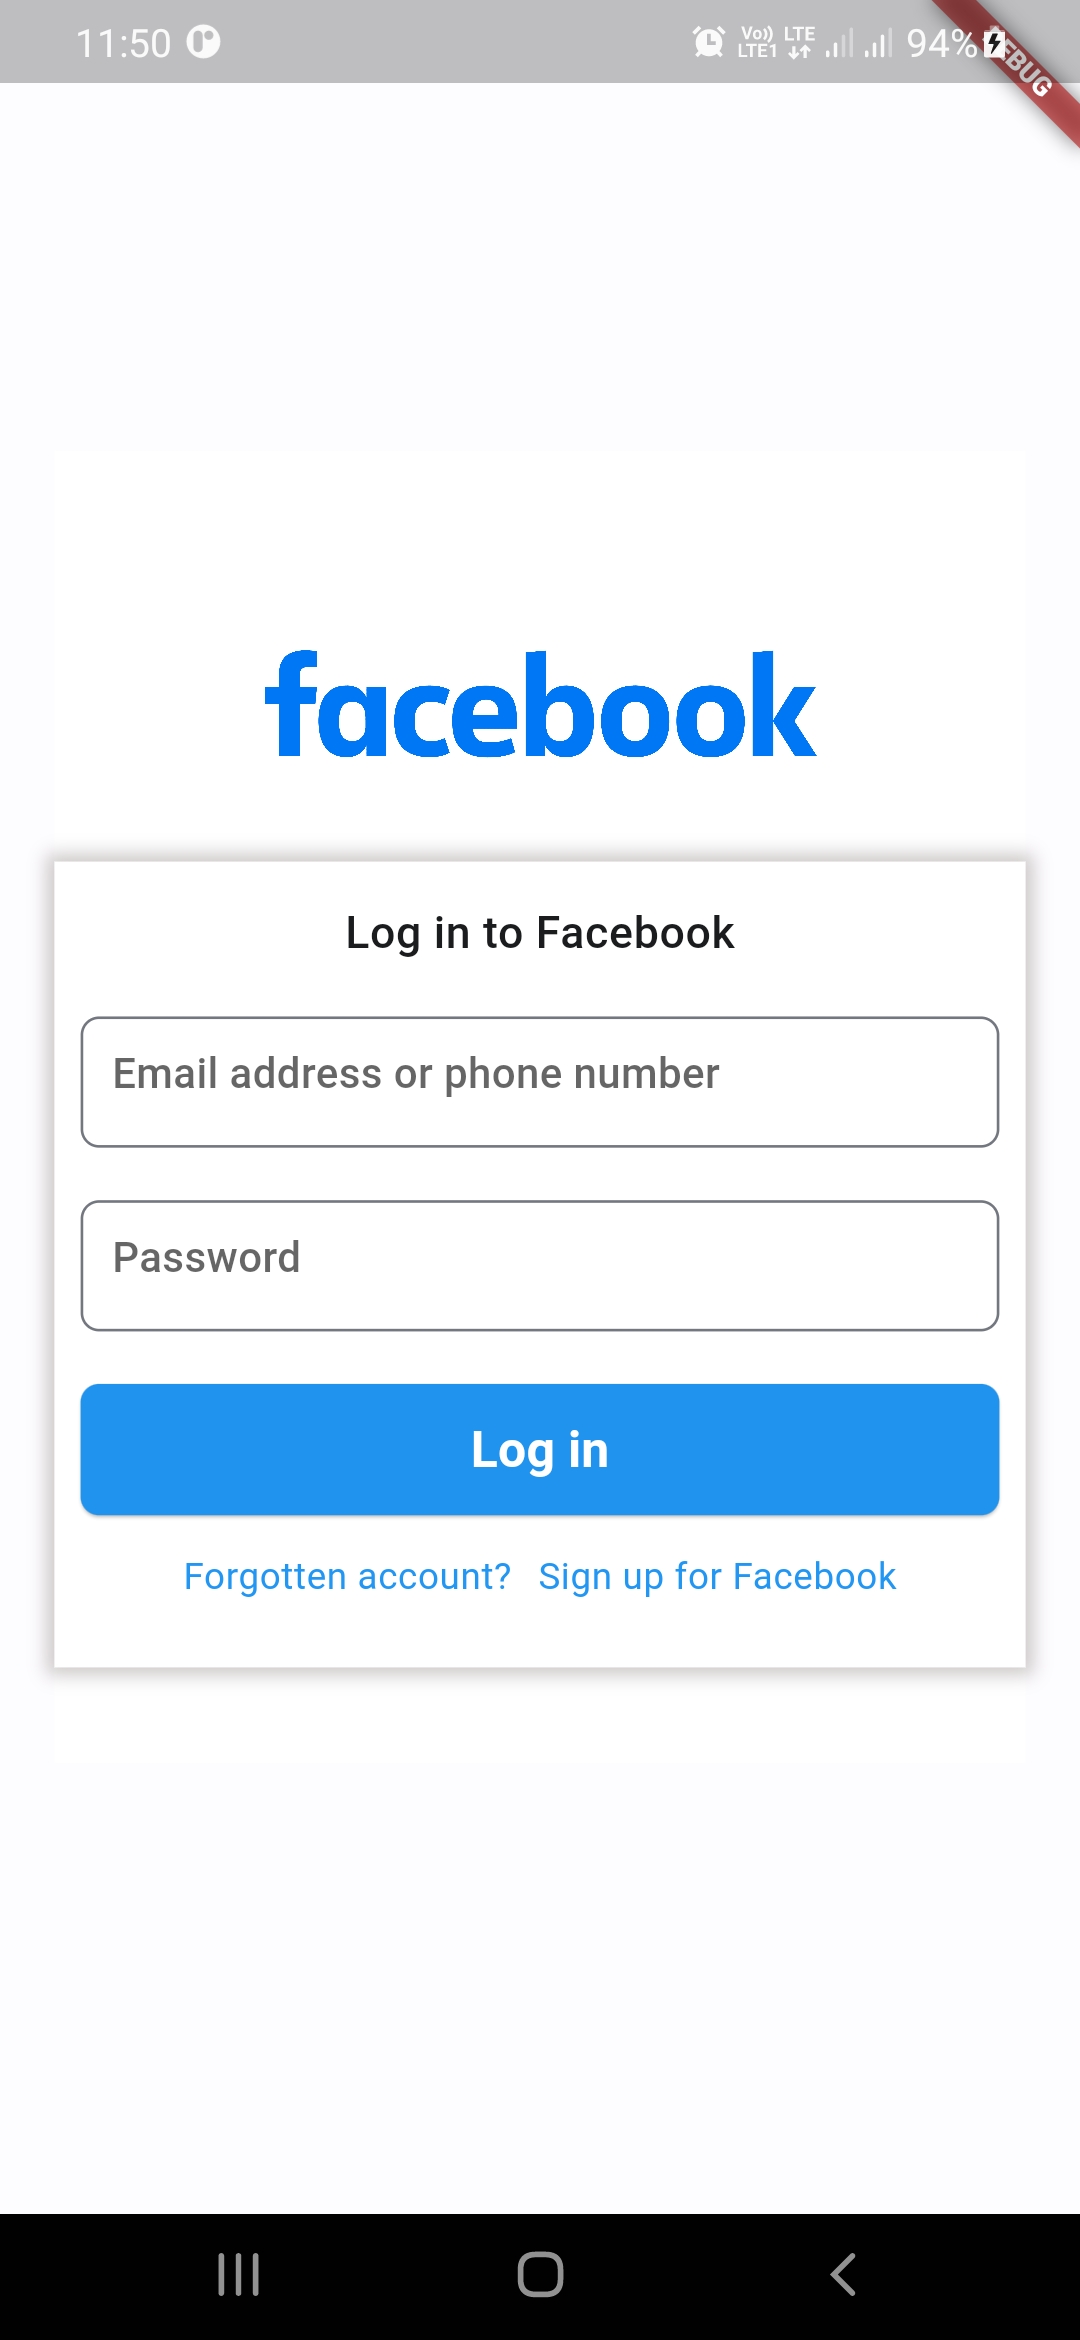 11:50
Vo)) LTE
LTE1
94%
EBUG
facebook
Log in to Facebook
Email address or phone number
Password
Log in
Forgotten account? Sign up for Facebook